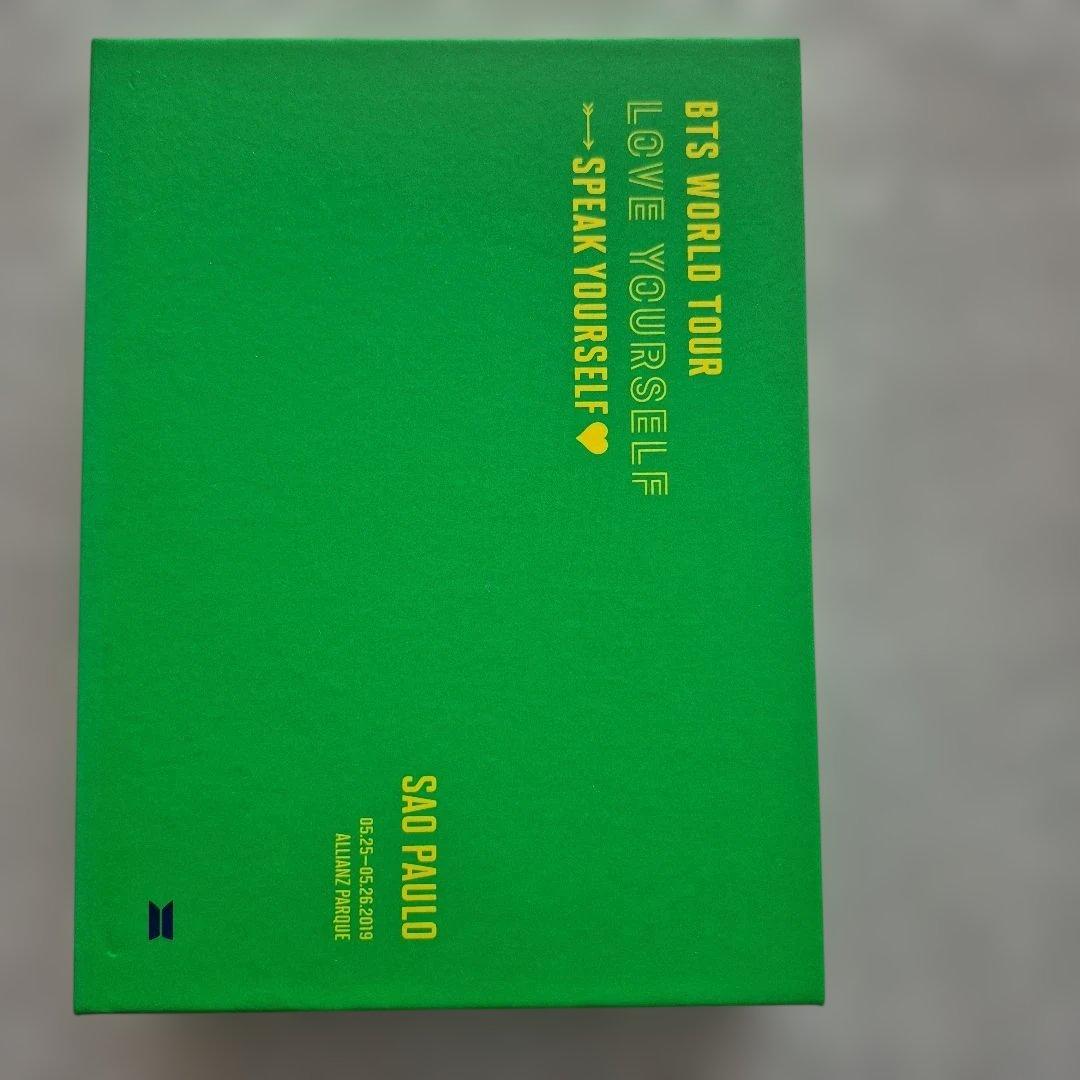 BTS WORLD TOUR
LOVE YOURSELF
SPEAK YOURSELF
SAO PAULO
05.25–05.26.2019
ALLIANZ PARQUE